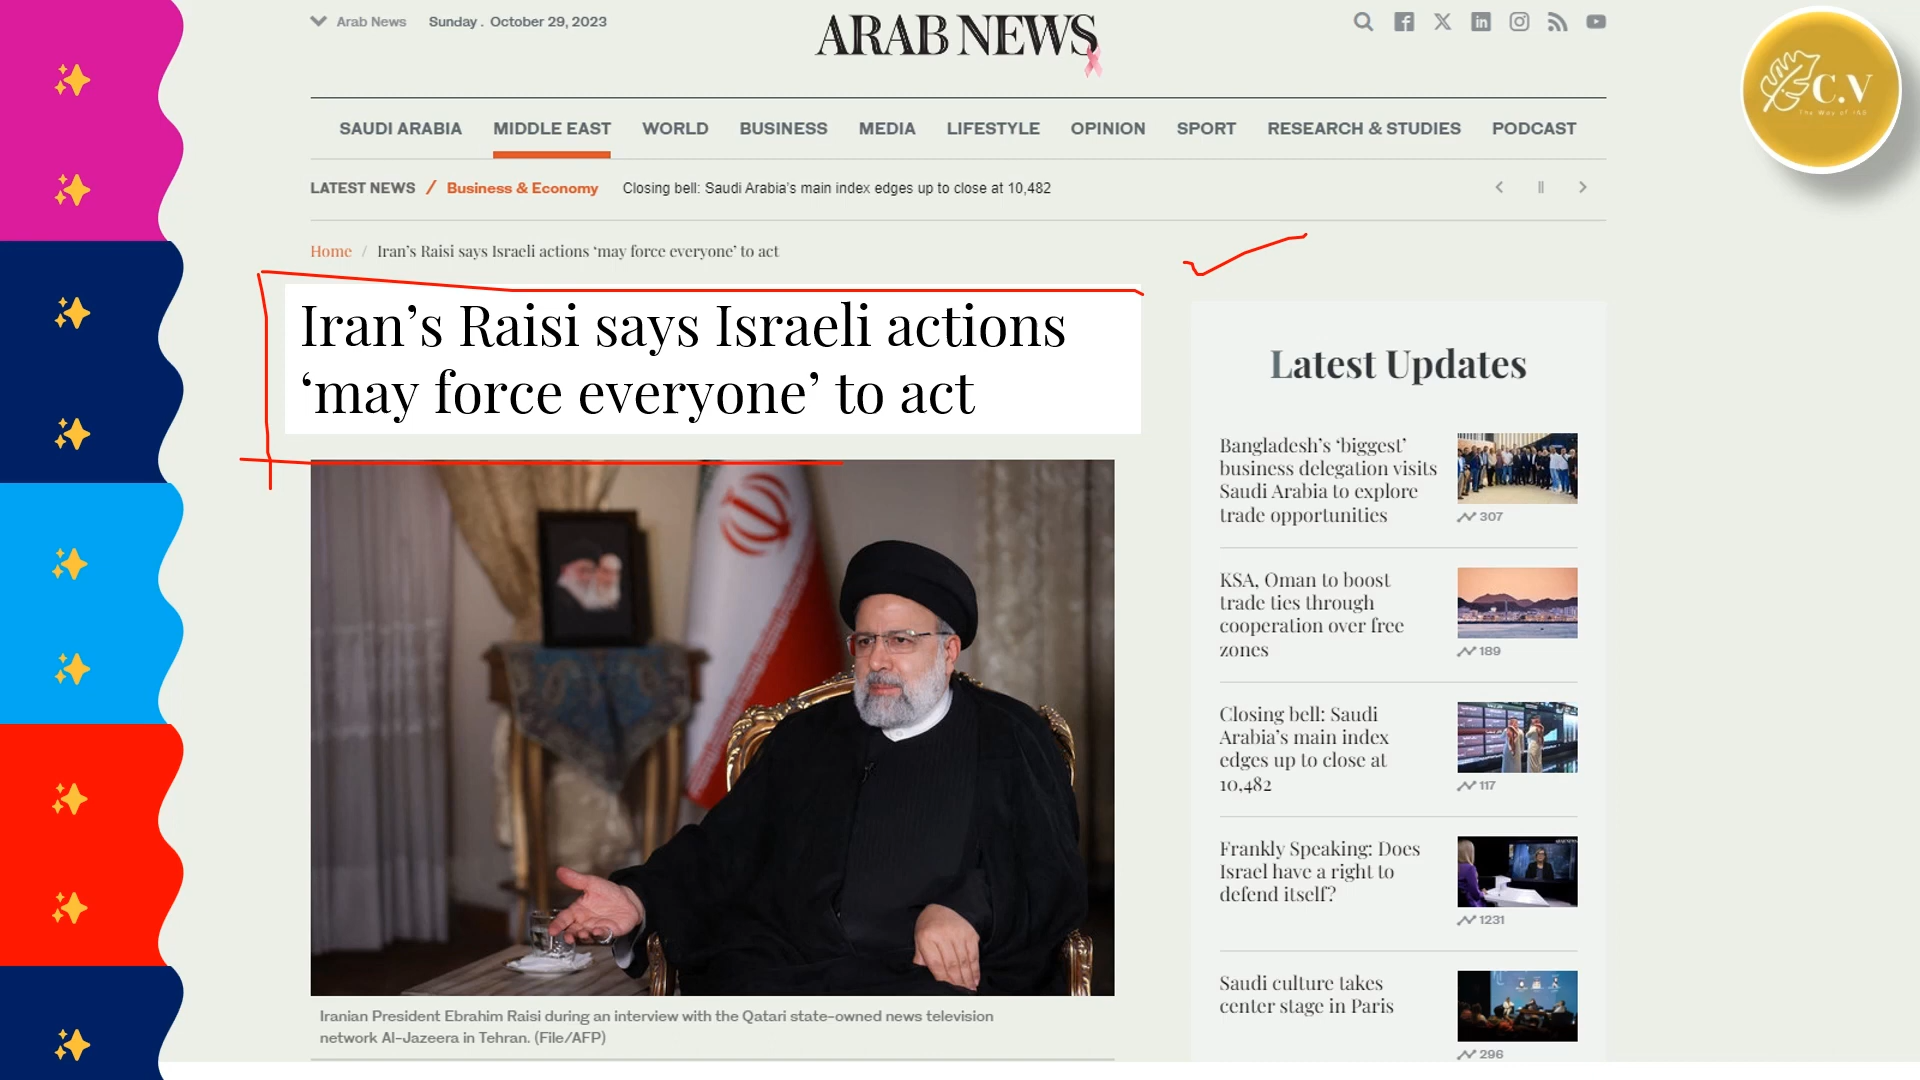 Arab News
Sunday . October 29, 2023
ARAB NEWS
C.V
SAUDI ARABIA
MIDDLE EAST
WORLD
BUSINESS
MEDIA
LIFESTYLE
OPINION
SPORT
RESEARCH & STUDIES
PODCAST
LATEST NEWS / Business & Economy Closing bell: Saudi Arabia's main index edges up to close at 10,482
Home / Iran's Raisi says Israeli actions 'may force everyone' to act
Iran's Raisi says Israeli actions
'may force everyone' to act
Iranian President Ebrahim Raisi during an interview with the Qatari state-owned news television
network Al-Jazeera in Tehran. (File/AFP)
Latest Updates
Bangladesh's 'biggest'
business delegation visits
Saudi Arabia to explore
trade opportunities
307
KSA, Oman to boost
trade ties through
cooperation over free
zones
189
Closing bell: Saudi
Arabia's main index
edges up to close at
10,482
117
Frankly Speaking: Does
Israel have a right to
defend itself?
1231
Saudi culture takes
center stage in Paris
296